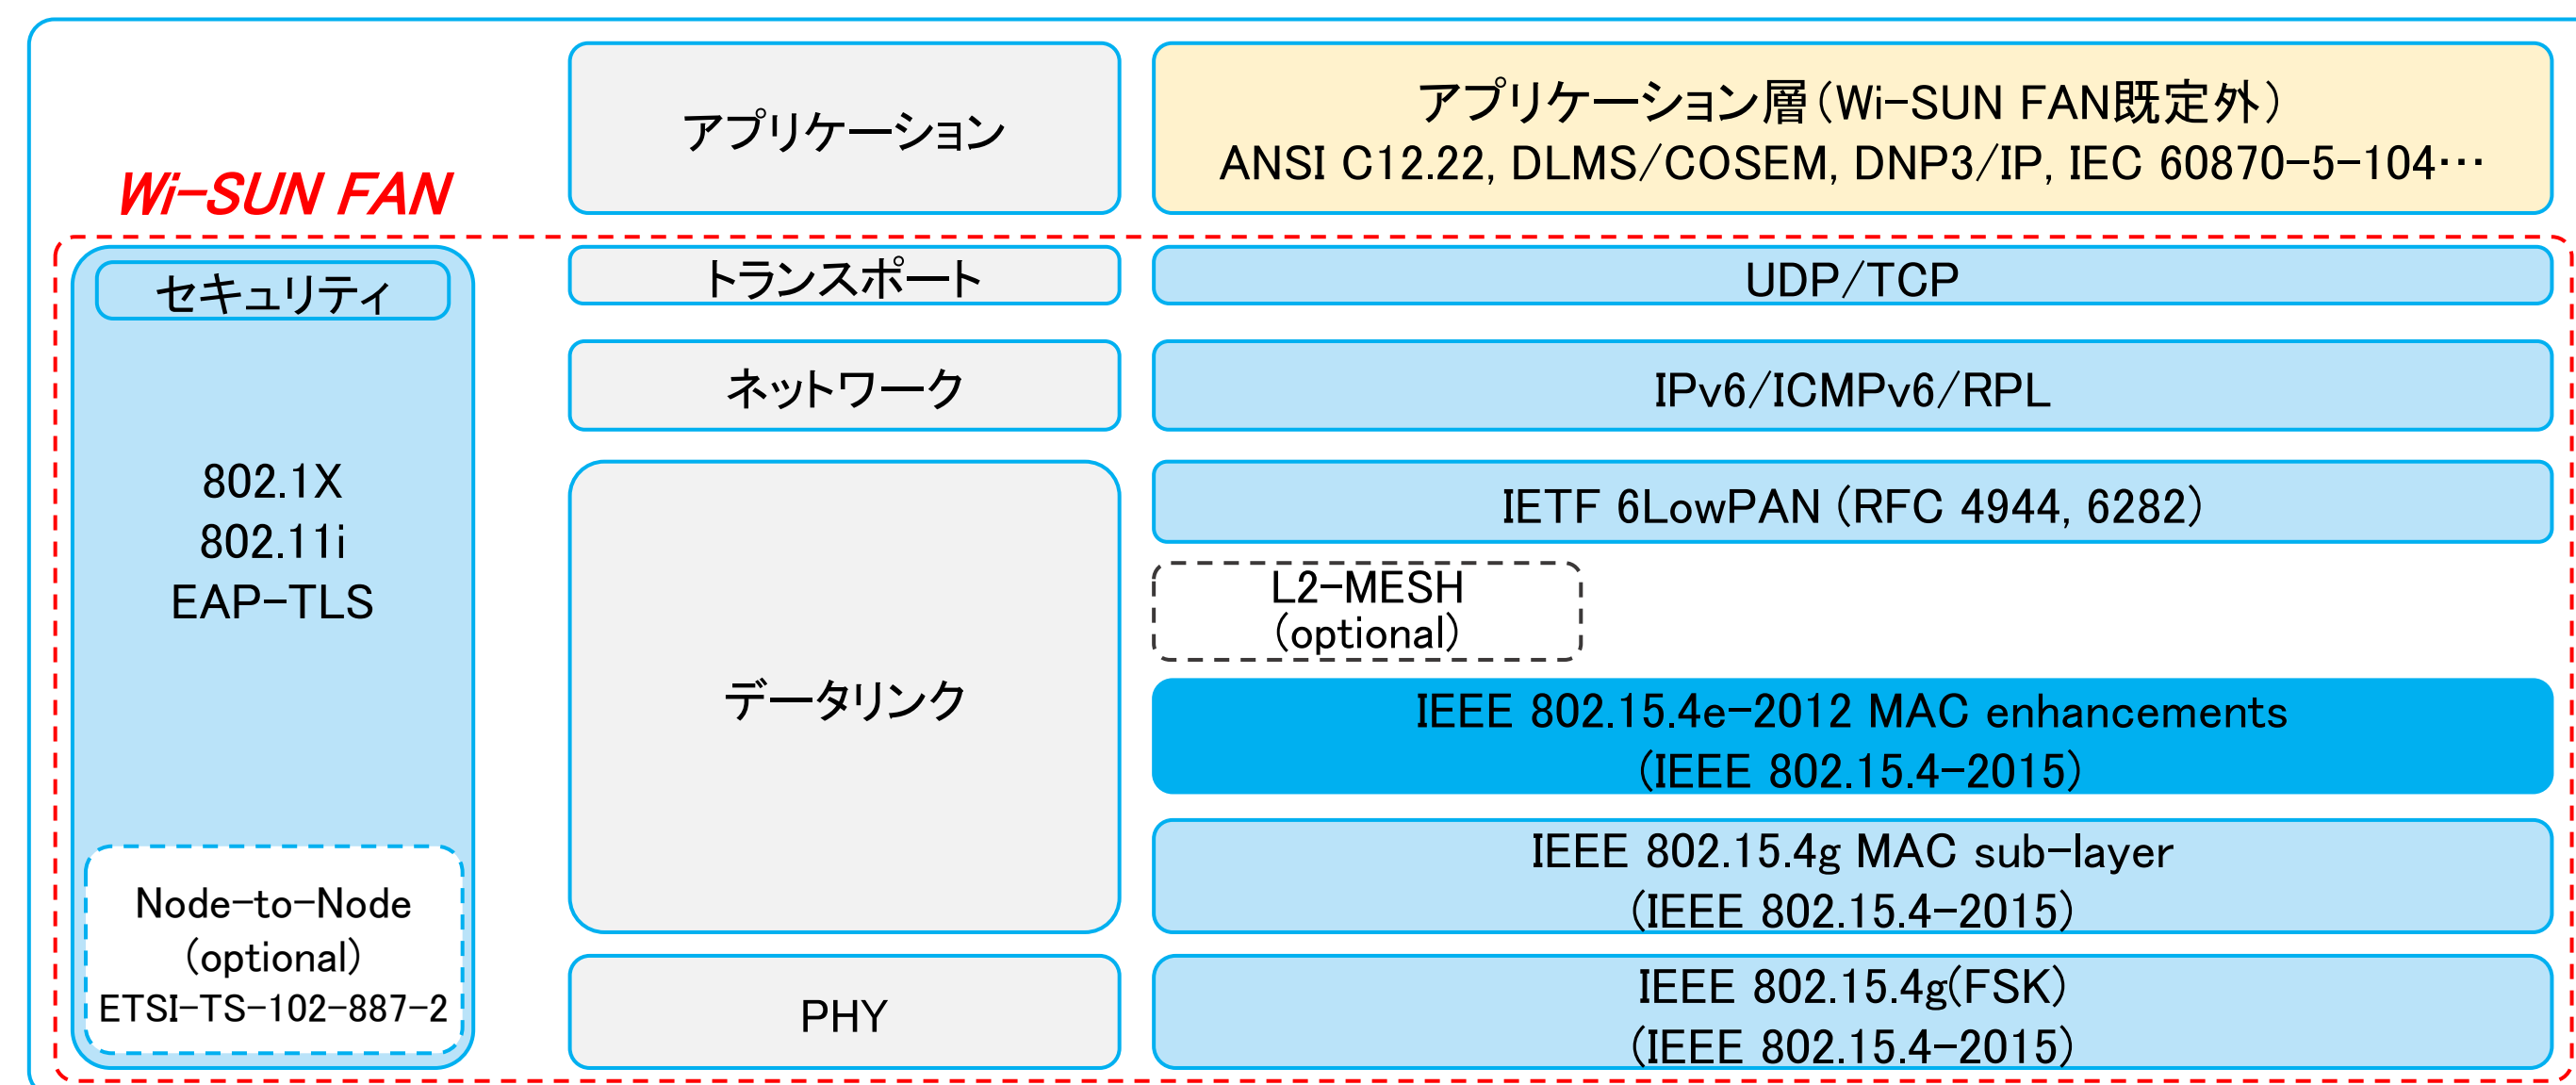 Wi-SUN FAN
アプリケーション
アプリケーション層(Wi-SUN FAN既定外)
ANSI C12.22, DLMS/COSEM, DNP3/IP, IEC 60870-5-104…
セキュリティ
802.1X
802.11i
EAP-TLS
Node-to-Node
(optional)
ETSI-TS-102-887-2
トランスポート
UDP/TCP
ネットワーク
IPv6/ICMPv6/RPL
データリンク
IETF 6LowPAN (RFC 4944, 6282)
L2-MESH
(optional)
IEEE 802.15.4e-2012 MAC enhancements
(IEEE 802.15.4-2015)
IEEE 802.15.4g MAC sub-layer
(IEEE 802.15.4-2015)
PHY
IEEE 802.15.4g(FSK)
(IEEE 802.15.4-2015)